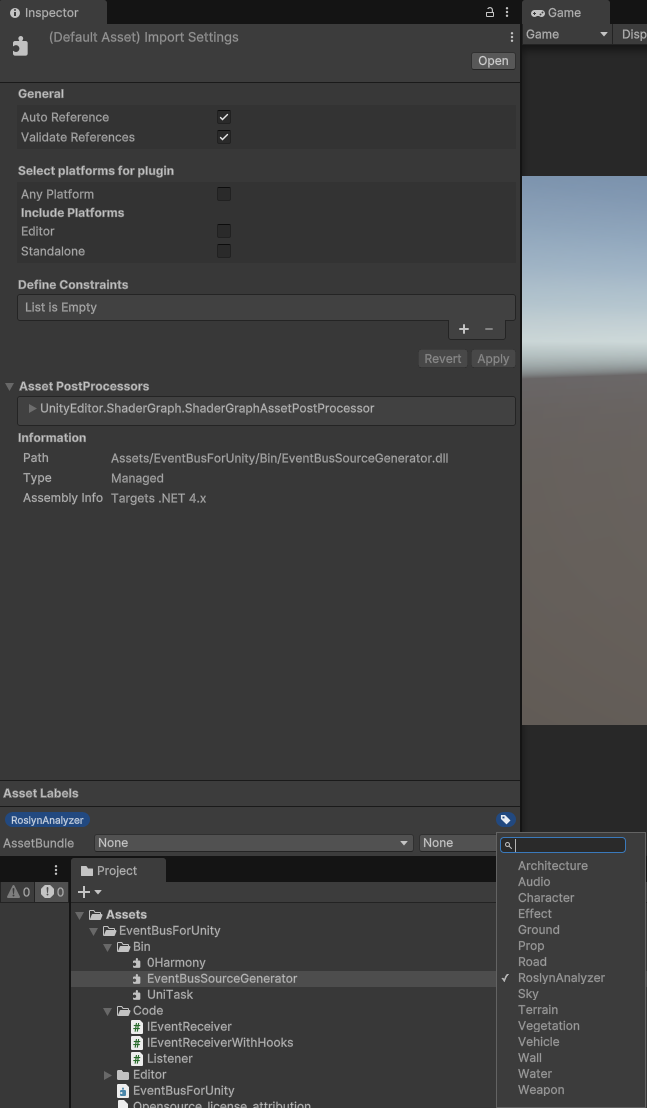 Inspector
Game
(Default Asset) Import Settings
Game
Disp
Open
General
Auto Reference
Validate References
Select platforms for plugin
Any Platform
Include Platforms
Editor
Standalone
Define Constraints
List is Empty
Revert
Apply
Asset PostProcessors
UnityEditor.ShaderGraph.ShaderGraphAssetPostProcessor
Information
Path Assets/EventBusForUnity/Bin/EventBusSourceGenerator.dll
Type Managed
Assembly Info Targets .NET 4.x
Asset Labels
RoslynAnalyzer
AssetBundle None None
Architecture
Audio
Character
Effect
Ground
Prop
Road
RoslynAnalyzer
Sky
Terrain
Vegetation
Vehicle
Wall
Water
Weapon
Project
0 0
Assets
EventBusForUnity
Bin
0Harmony
EventBusSourceGenerator
UniTask
Code
IEventReceiver
IEventReceiverWithHooks
Listener
Editor
EventBusForUnity
Opensource_license_attribution